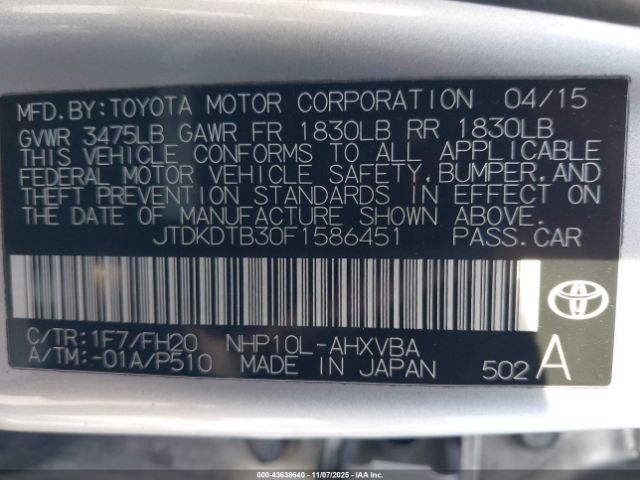 MFD.BY:TOYOTA MOTOR CORPORATION 04/15
GVWR 3475LB GAWR FR 1830LB RR 1830LB
THIS VEHICLE CONFORMS TO ALL APPLICABLE
FEDERAL MOTOR VEHICLE SAFETY,BUMPER,AND
THEFT PREVENTION STANDARDS IN EFFECT ON
THE DATE OF MANUFACTURE SHOWN ABOVE.
JTDKDTB30F1586451 PASS.CAR
C/TR:1F7/FH20 NHP10L-AHXVBA
A/TM:-01A/P510 MADE IN JAPAN 502 A
000-43638640 11/07/2025 IAAI